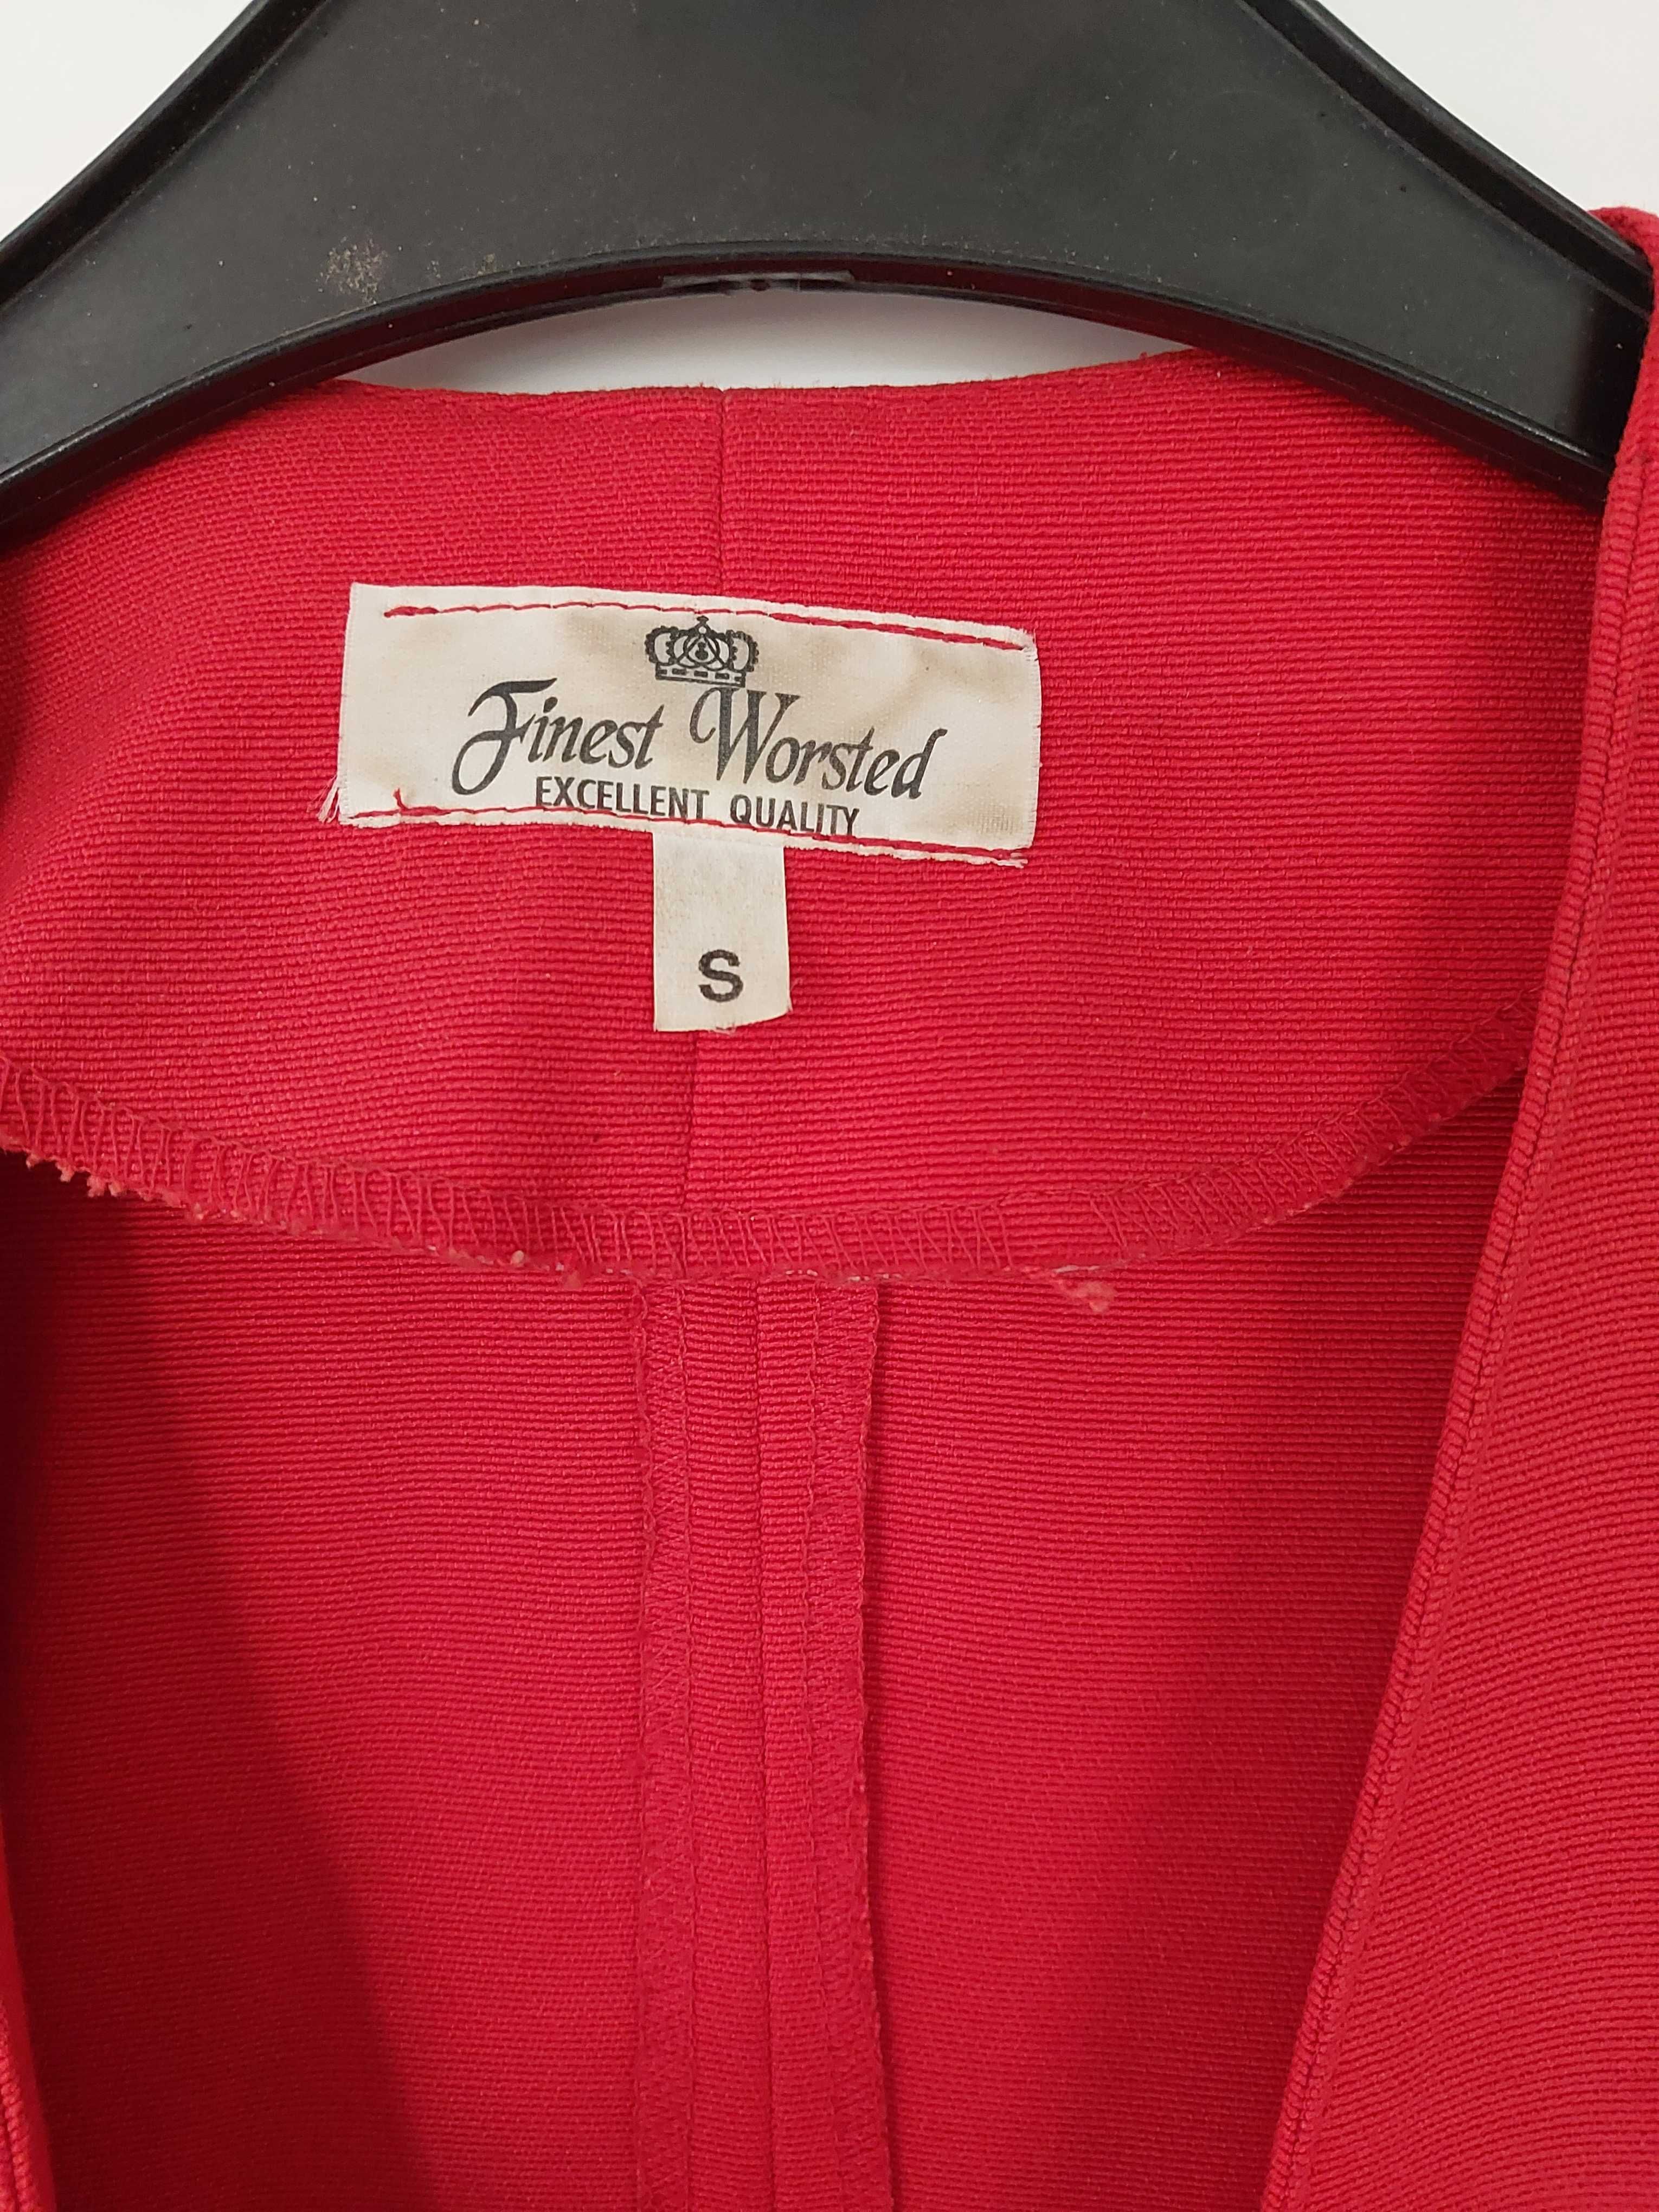 Finest Worsted
EXCELLENT QUALITY
S